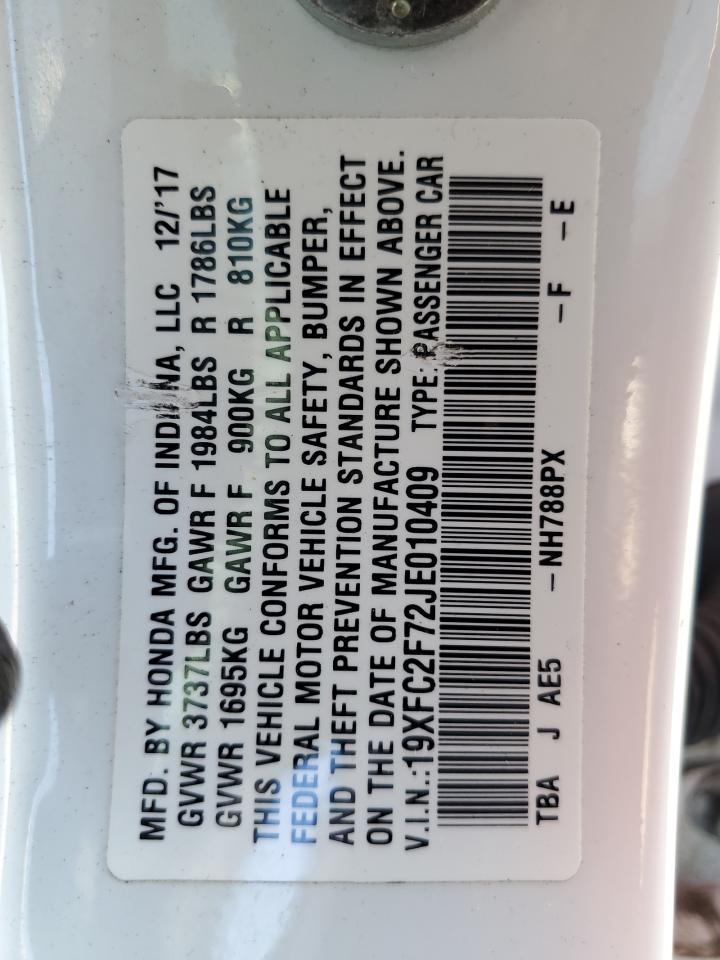 MFD. BY HONDA MFG. OF INDIANA, LLC 12/'17
GVWR 3737LBS GAWR F 1984LBS R 1786LBS
GVWR 1695KG GAWR F 900KG R 810KG
THIS VEHICLE CONFORMS TO ALL APPLICABLE
FEDERAL MOTOR VEHICLE SAFETY, BUMPER,
AND THEFT PREVENTION STANDARDS IN EFFECT
ON THE DATE OF MANUFACTURE SHOWN ABOVE.
V.I.N.:19XFC2F72JE010409 TYPE: PASSENGER CAR
TBA J AE5 -NH788PX -F -E